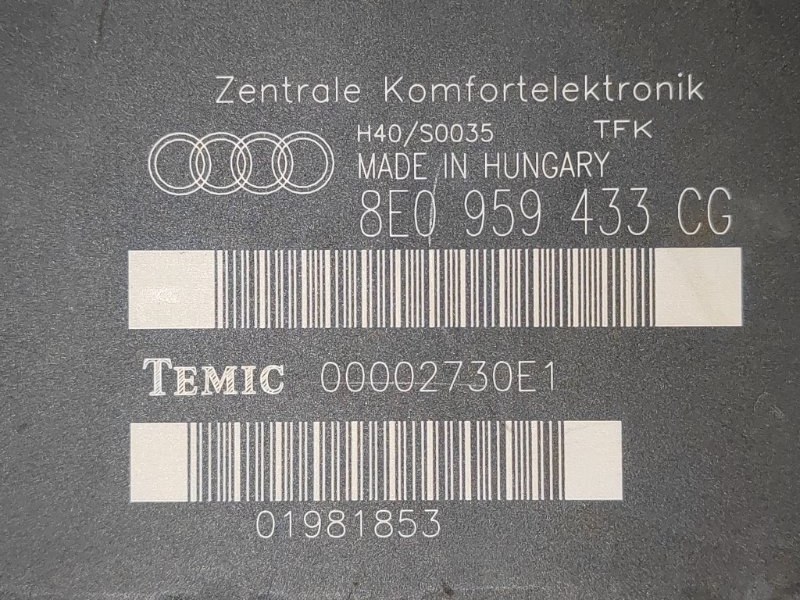 Zentrale Komfortelektronik
H40/S0035 TFK
MADE IN HUNGARY
8E0 959 433 CG
TEMIC 00002730E1
01981853